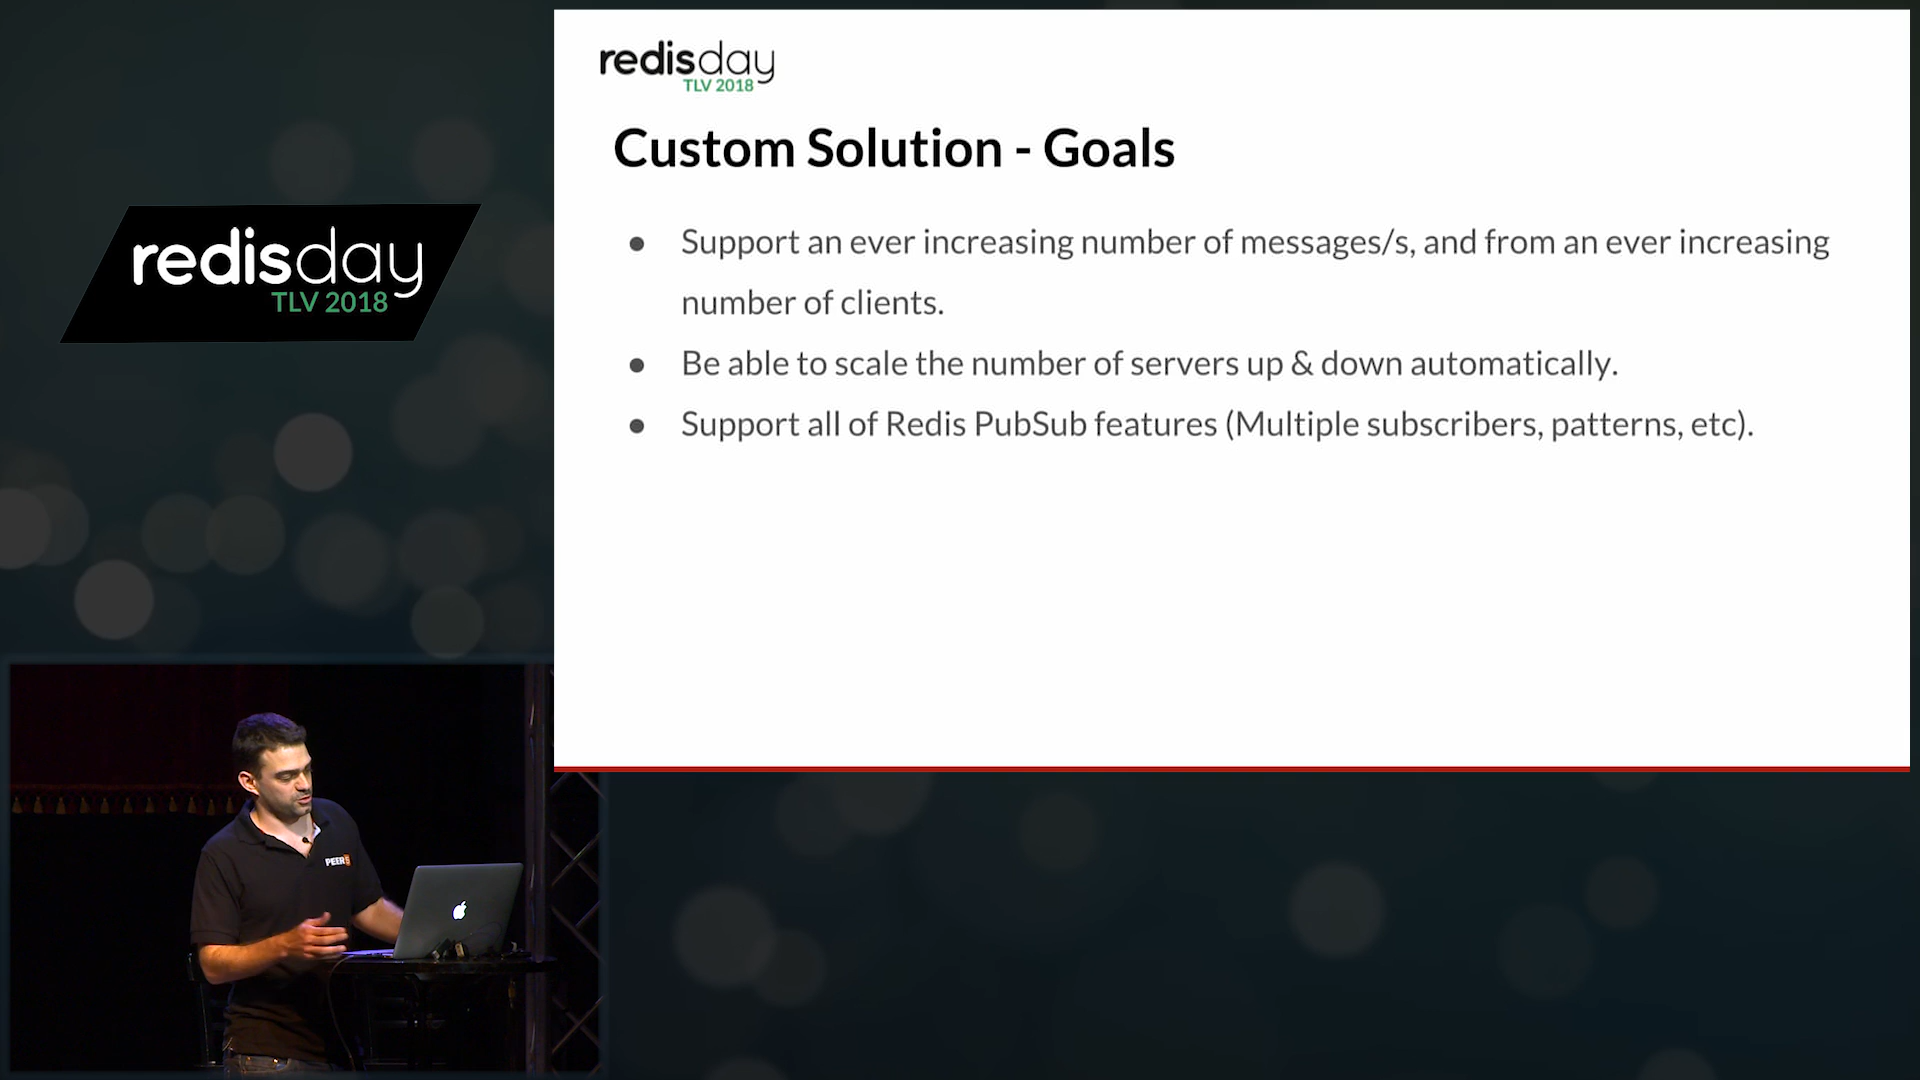 redisday
TLV 2018
Custom Solution - Goals
● Support an ever increasing number of messages/s, and from an ever increasing
number of clients.
● Be able to scale the number of servers up & down automatically.
● Support all of Redis PubSub features (Multiple subscribers, patterns, etc).
redisday
TLV 2018
PEER5